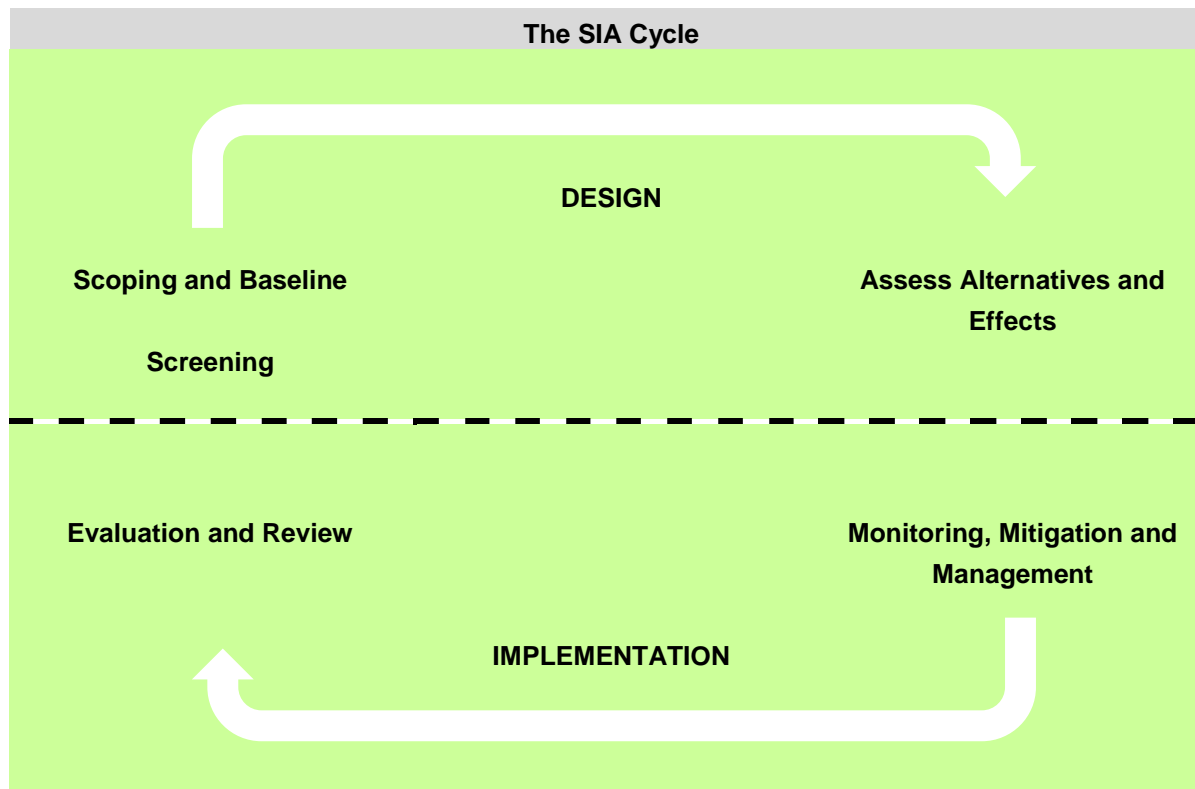 The SIA Cycle
DESIGN
Scoping and Baseline
Assess Alternatives and
Effects
Screening
Evaluation and Review
Monitoring, Mitigation and
Management
IMPLEMENTATION